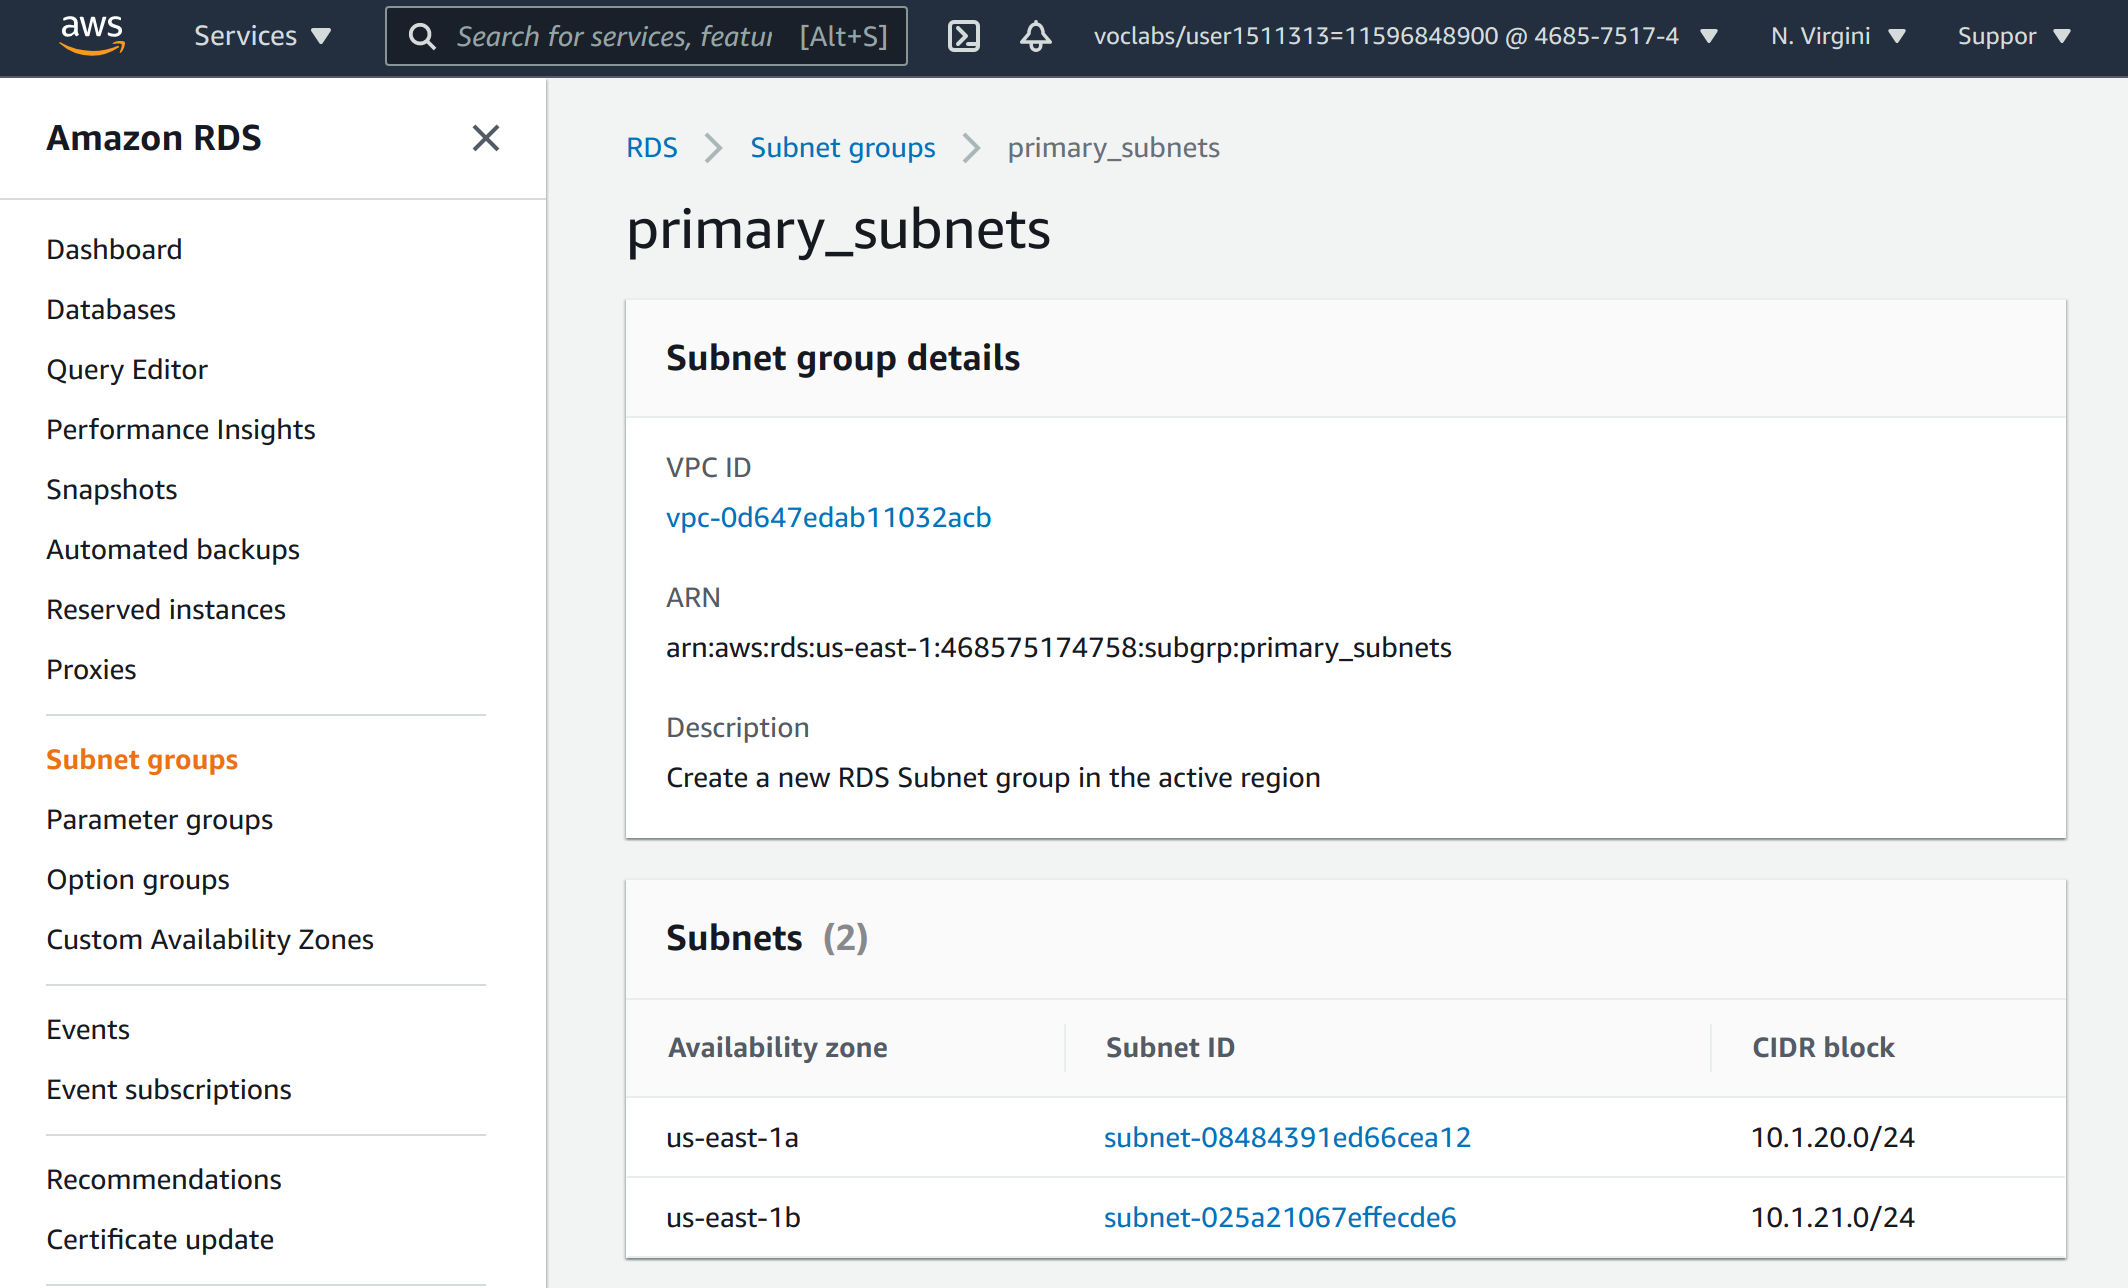 aws Services Search for services, featur [Alt+S] voclabs/user1511313=11596848900 @ 4685-7517-4 N. Virgini Suppor
Amazon RDS
Dashboard
Databases
Query Editor
Performance Insights
Snapshots
Automated backups
Reserved instances
Proxies
Subnet groups
Parameter groups
Option groups
Custom Availability Zones
Events
Event subscriptions
Recommendations
Certificate update
RDS Subnet groups primary_subnets
primary_subnets
Subnet group details
VPC ID
vpc-0d647edab11032acb
ARN
arn:aws:rds:us-east-1:468575174758:subgrp:primary_subnets
Description
Create a new RDS Subnet group in the active region
Subnets (2)
Availability zone Subnet ID CIDR block
us-east-1a subnet-08484391ed66cea12 10.1.20.0/24
us-east-1b subnet-025a21067effecde6 10.1.21.0/24